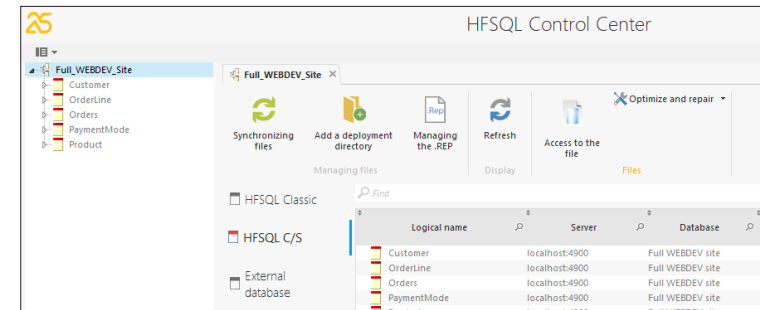 25
HFSQL Control Center
Full_WEBDEV_Site
Customer
OrderLine
Orders
PaymentMode
Product
Full_WEBDEV_Site ×
Synchronizing files
Add a deployment directory
Managing the .REP
.Rep
Refresh
Access to the file
Optimize and repair
Managing files
Display
Files
HFSQL Classic
HFSQL C/S
External database
Find
Logical name Server Database
Customer localhost:4900 Full WEBDEV site
OrderLine localhost:4900 Full WEBDEV site
Orders localhost:4900 Full WEBDEV site
PaymentMode localhost:4900 Full WEBDEV site